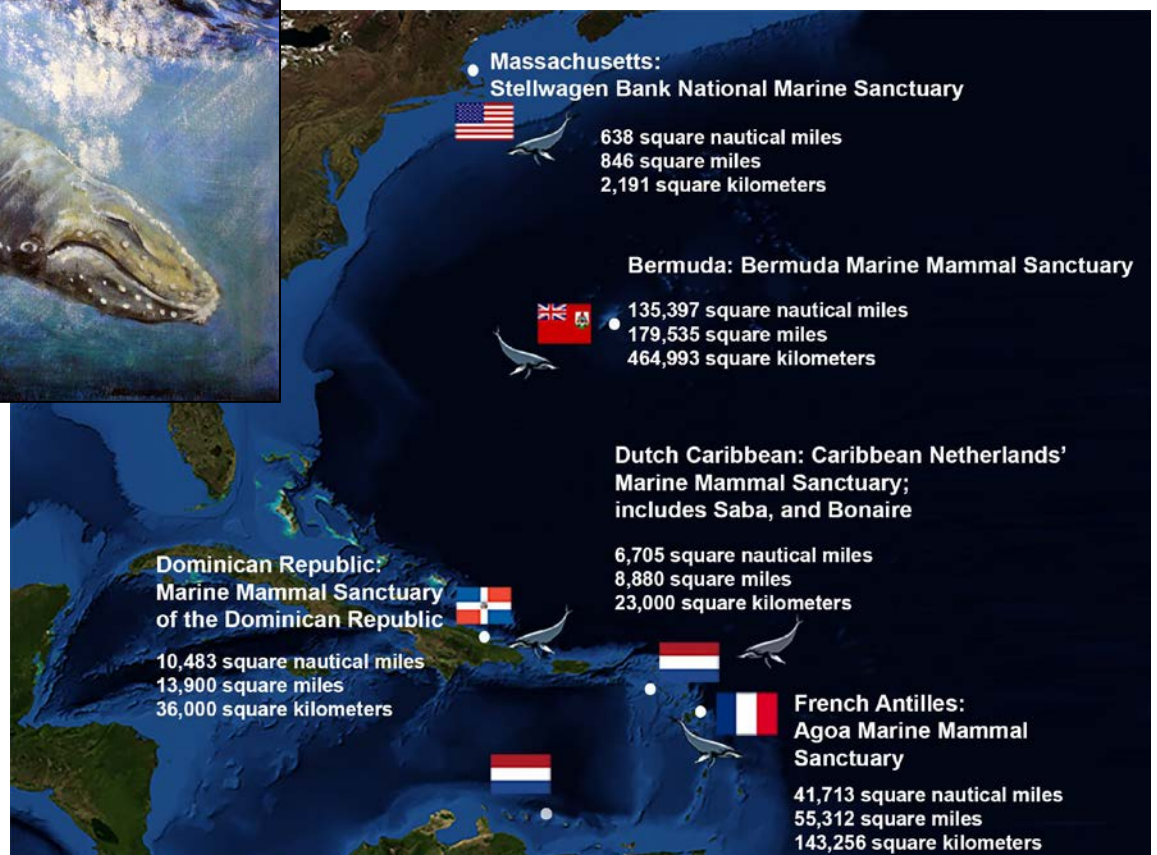 Massachusetts:
Stellwagen Bank National Marine Sanctuary
638 square nautical miles
846 square miles
2,191 square kilometers
Bermuda: Bermuda Marine Mammal Sanctuary
135,397 square nautical miles
179,535 square miles
464,993 square kilometers
Dutch Caribbean: Caribbean Netherlands’
Marine Mammal Sanctuary;
includes Saba, and Bonaire
6,705 square nautical miles
8,880 square miles
23,000 square kilometers
Dominican Republic:
Marine Mammal Sanctuary
of the Dominican Republic
10,483 square nautical miles
13,900 square miles
36,000 square kilometers
French Antilles:
Agoa Marine Mammal
Sanctuary
41,713 square nautical miles
55,312 square miles
143,256 square kilometers